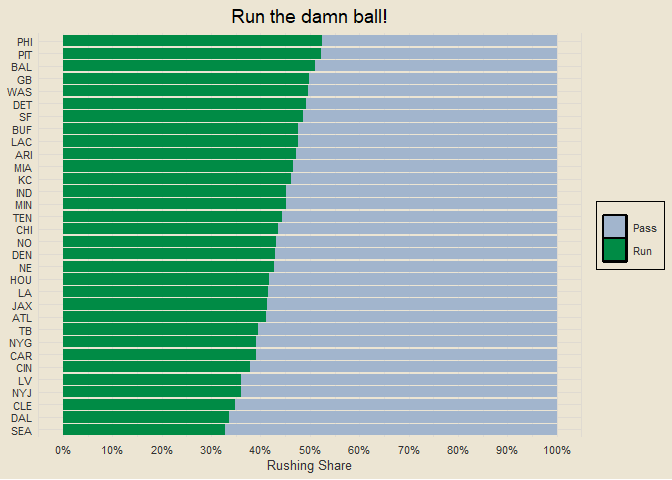 Run the damn ball!
PHI
PIT
BAL
GB
WAS
DET
SF
BUF
LAC
ARI
MIA
KC
IND
MIN
TEN
CHI
NO
DEN
NE
HOU
LA
JAX
ATL
TB
NYG
CAR
CIN
LV
NYJ
CLE
DAL
SEA
Pass
Run
0% 10% 20% 30% 40% 50% 60% 70% 80% 90% 100%
Rushing Share